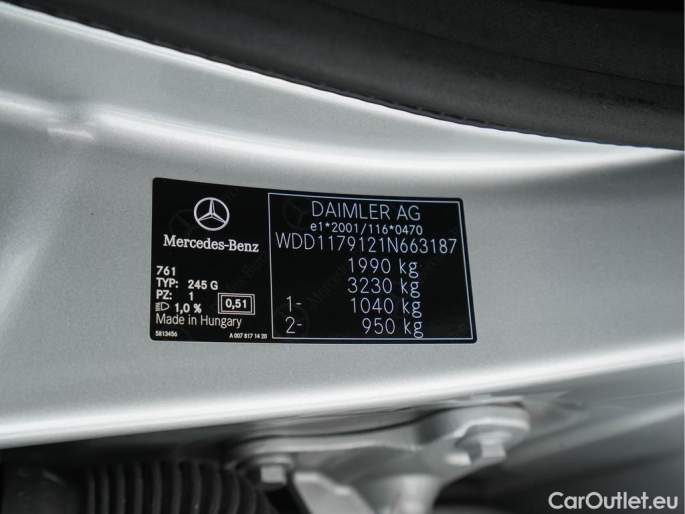 Mercedes-Benz
761
TYP: 245 G
PZ: 1
1,0 % 0,51
Made in Hungary
5813456 A 007 817 14 20
DAIMLER AG
e1*2001/116*0470
WDD1179121N663187
1990 kg
3230 kg
1- 1040 kg
2- 950 kg
CarOutlet.eu